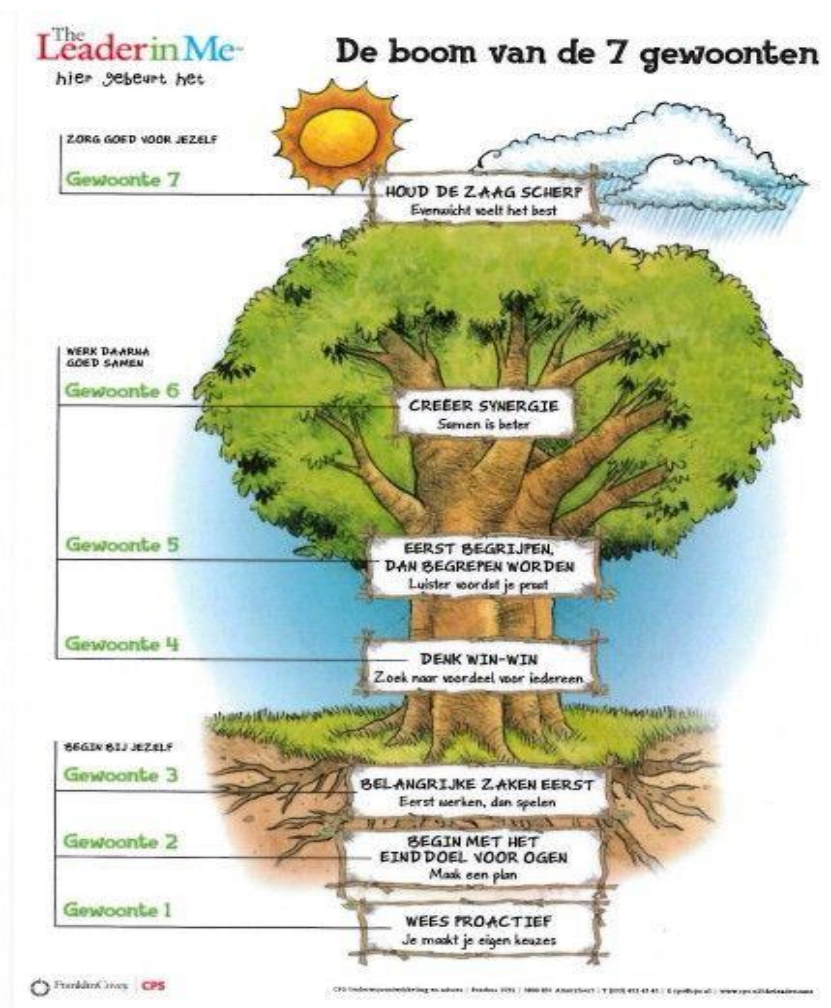 The
Leader in Me
De boom van de 7 gewoonten
hier gebeurt het
ZORG GOED VOOR JEZELF
Gewoonte 7
HOUD DE ZAAG SCHERP
Evenwicht voelt het best
WERK DAARNA
GOED SAMEN
Gewoonte 6
CREËER SYNERGIE
Samen is beter
Gewoonte 5
EERST BEGRIJPEN,
DAN BEGREPEN WORDEN
Luister voordat je praat
Gewoonte 4
DENK WIN-WIN
Zoek naar voordeel voor iedereen
BEGIN BIJ JEZELF
Gewoonte 3
BELANGRIJKE ZAKEN EERST
Eerst werken, dan spelen
Gewoonte 2
BEGIN MET HET
EINDDOEL VOOR OGEN
Maak een plan
Gewoonte 1
WEES PROACTIEF
Je maakt je eigen keuzes
FranklinCovey CPS